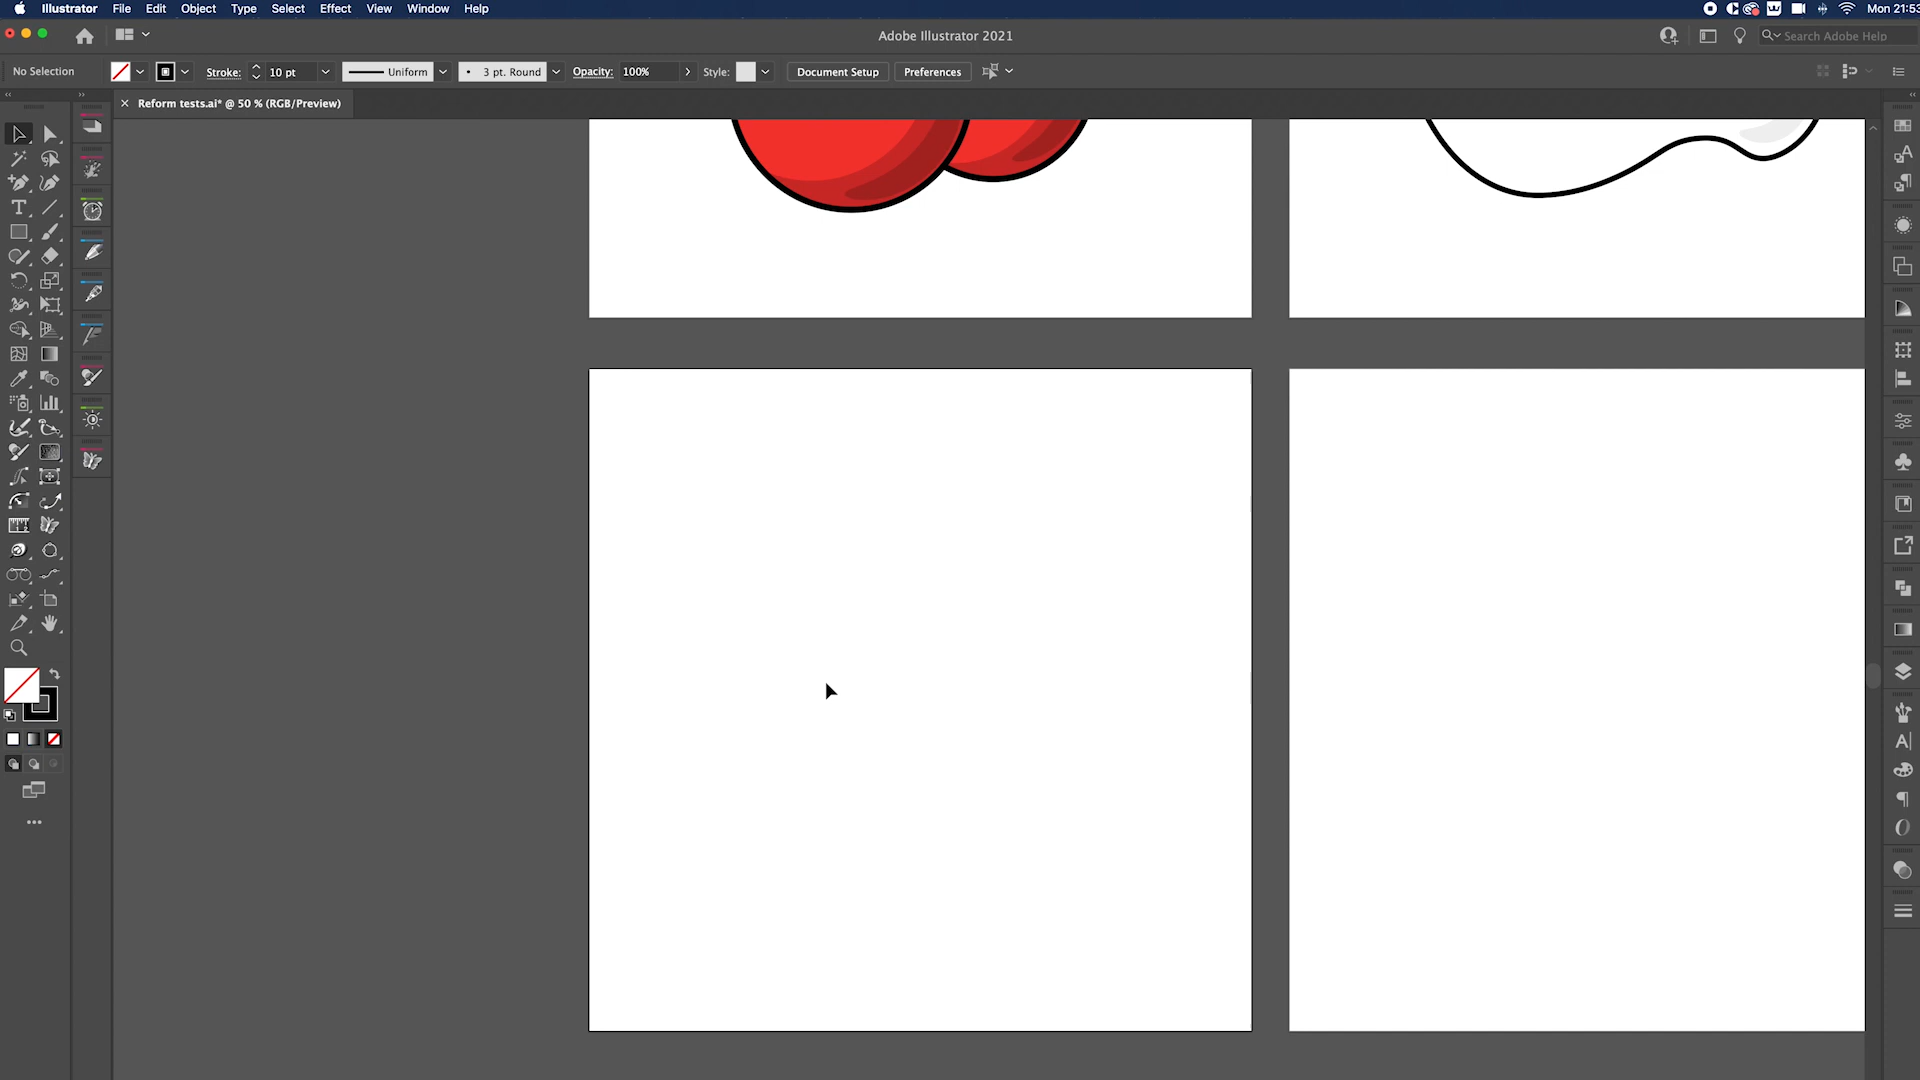 Illustrator File Edit Object Type Select Effect View Window Help
Mon 21:53
Adobe Illustrator 2021
Search Adobe Help
No Selection Stroke: 10 pt Uniform 3 pt. Round Opacity: 100% Style: Document Setup Preferences
Reform tests.ai* @ 50 % (RGB/Preview)